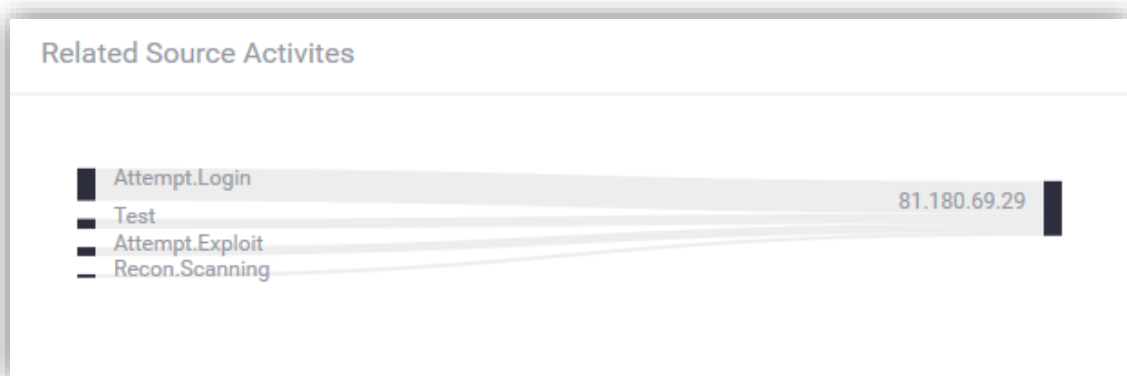 Related Source Activites
Attempt.Login
81.180.69.29
Test
Attempt.Exploit
Recon.Scanning